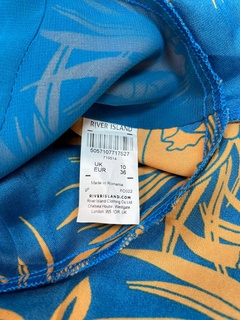 RIVER ISLAND
5057107717527
UK 10
EUR 36
Made in Romania
RIVERISLAND.COM
River Island Clothing Co Ltd
Chelsea House, Westgate
London, W5 1DR, UK